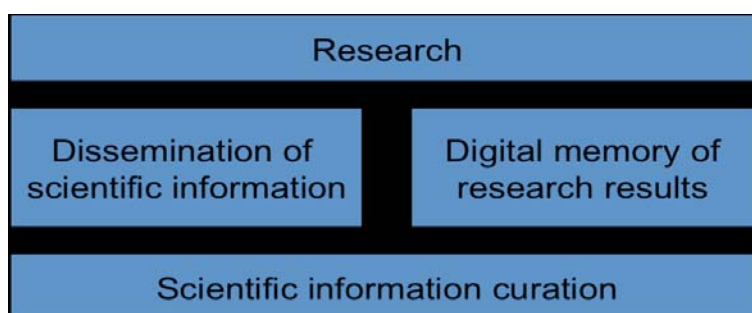 Research
Dissemination of
scientific information
Digital memory of
research results
Scientific information curation